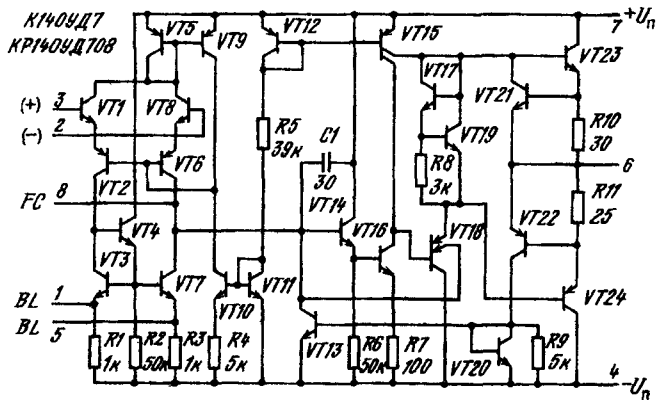 К140УД7
КР140УД708
VT5
VT9
VT12
VT15
7 +Uп
VT23
(+) 3
VT1
VT8
VT17
VT21
(−) 2
R5
39к
C1
30
VT19
R10
30
VT2
VT6
R8
3к
6
FC 8
VT14
R11
25
VT4
VT16
VT18
VT22
VT3
VT7
VT10
VT11
VT24
BL 1
BL 5
R1
1к
R2
50к
R3
1к
R4
5к
VT13
R6
50к
R7
100
VT20
R9
5к
4 −Uп